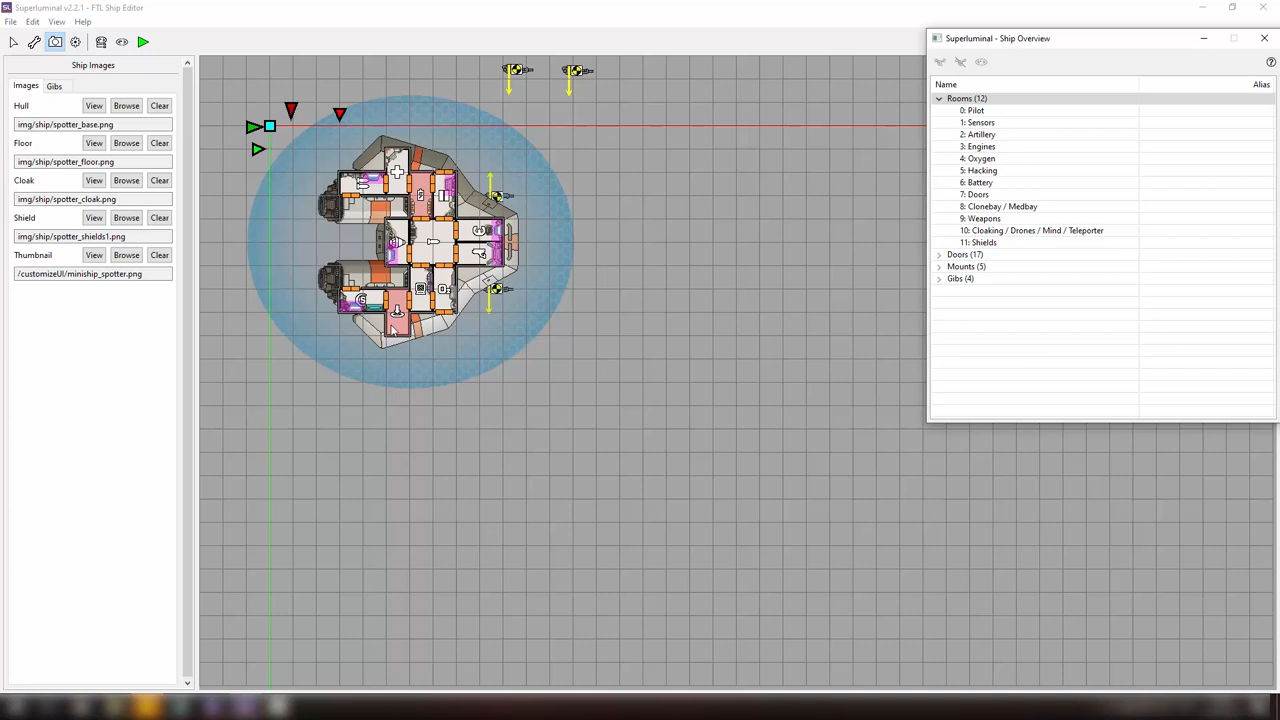 Superluminal v2.2.1 - FTL Ship Editor
File Edit View Help
Ship Images
Images Gibs
Hull View Browse Clear
img/ship/spotter_base.png
Floor View Browse Clear
img/ship/spotter_floor.png
Cloak View Browse Clear
img/ship/spotter_cloak.png
Shield View Browse Clear
img/ship/spotter_shields1.png
Thumbnail View Browse Clear
/customizeUI/miniship_spotter.png
Superluminal - Ship Overview
Name Alias
Rooms (12)
0: Pilot
1: Sensors
2: Artillery
3: Engines
4: Oxygen
5: Hacking
6: Battery
7: Doors
8: Clonebay / Medbay
9: Weapons
10: Cloaking / Drones / Mind / Teleporter
11: Shields
Doors (17)
Mounts (5)
Gibs (4)